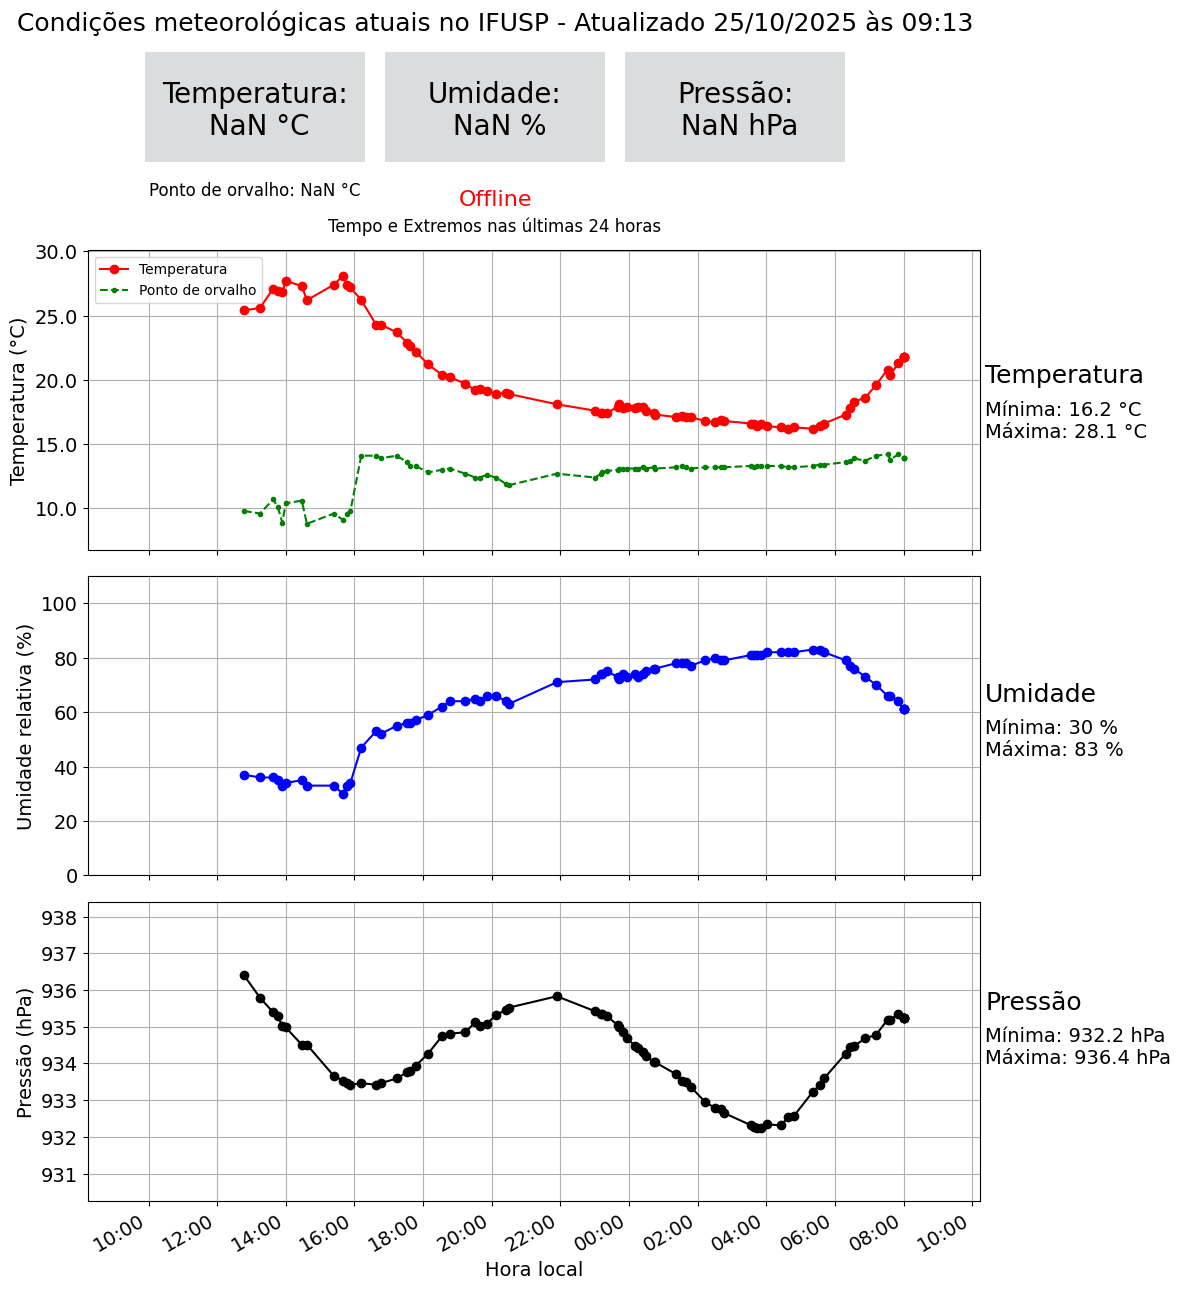 Condições meteorológicas atuais no IFUSP - Atualizado 25/10/2025 às 09:13
Temperatura:
NaN °C
Umidade:
NaN %
Pressão:
NaN hPa
Ponto de orvalho: NaN °C
Offline
Tempo e Extremos nas últimas 24 horas
Temperatura (°C)
30.0
25.0
20.0
15.0
10.0
Temperatura
Ponto de orvalho
Temperatura
Mínima: 16.2 °C
Máxima: 28.1 °C
Umidade relativa (%)
100
80
60
40
20
0
Umidade
Mínima: 30 %
Máxima: 83 %
Pressão (hPa)
938
937
936
935
934
933
932
931
Pressão
Mínima: 932.2 hPa
Máxima: 936.4 hPa
10:00
12:00
14:00
16:00
18:00
20:00
22:00
00:00
02:00
04:00
06:00
08:00
10:00
Hora local